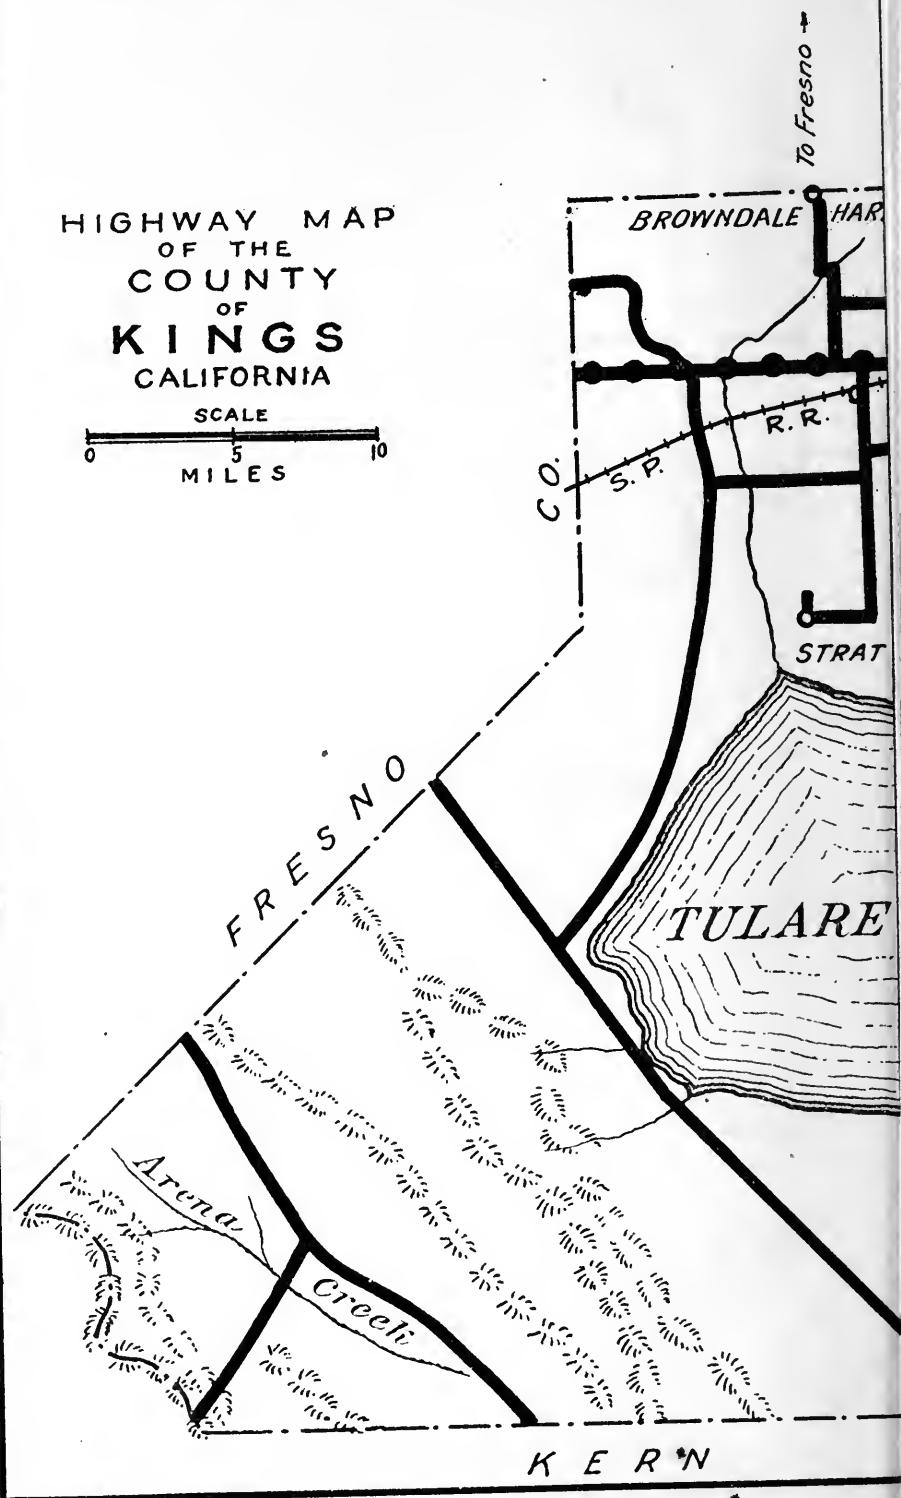 To Fresno
HIGHWAY MAP
OF THE
COUNTY
OF
KINGS
CALIFORNIA
SCALE
0 5 10
MILES
BROWNDALE
HAR
R. R.
S. P.
CO.
STRAT
FRESNO
TULARE
Arena
Creek
KERN